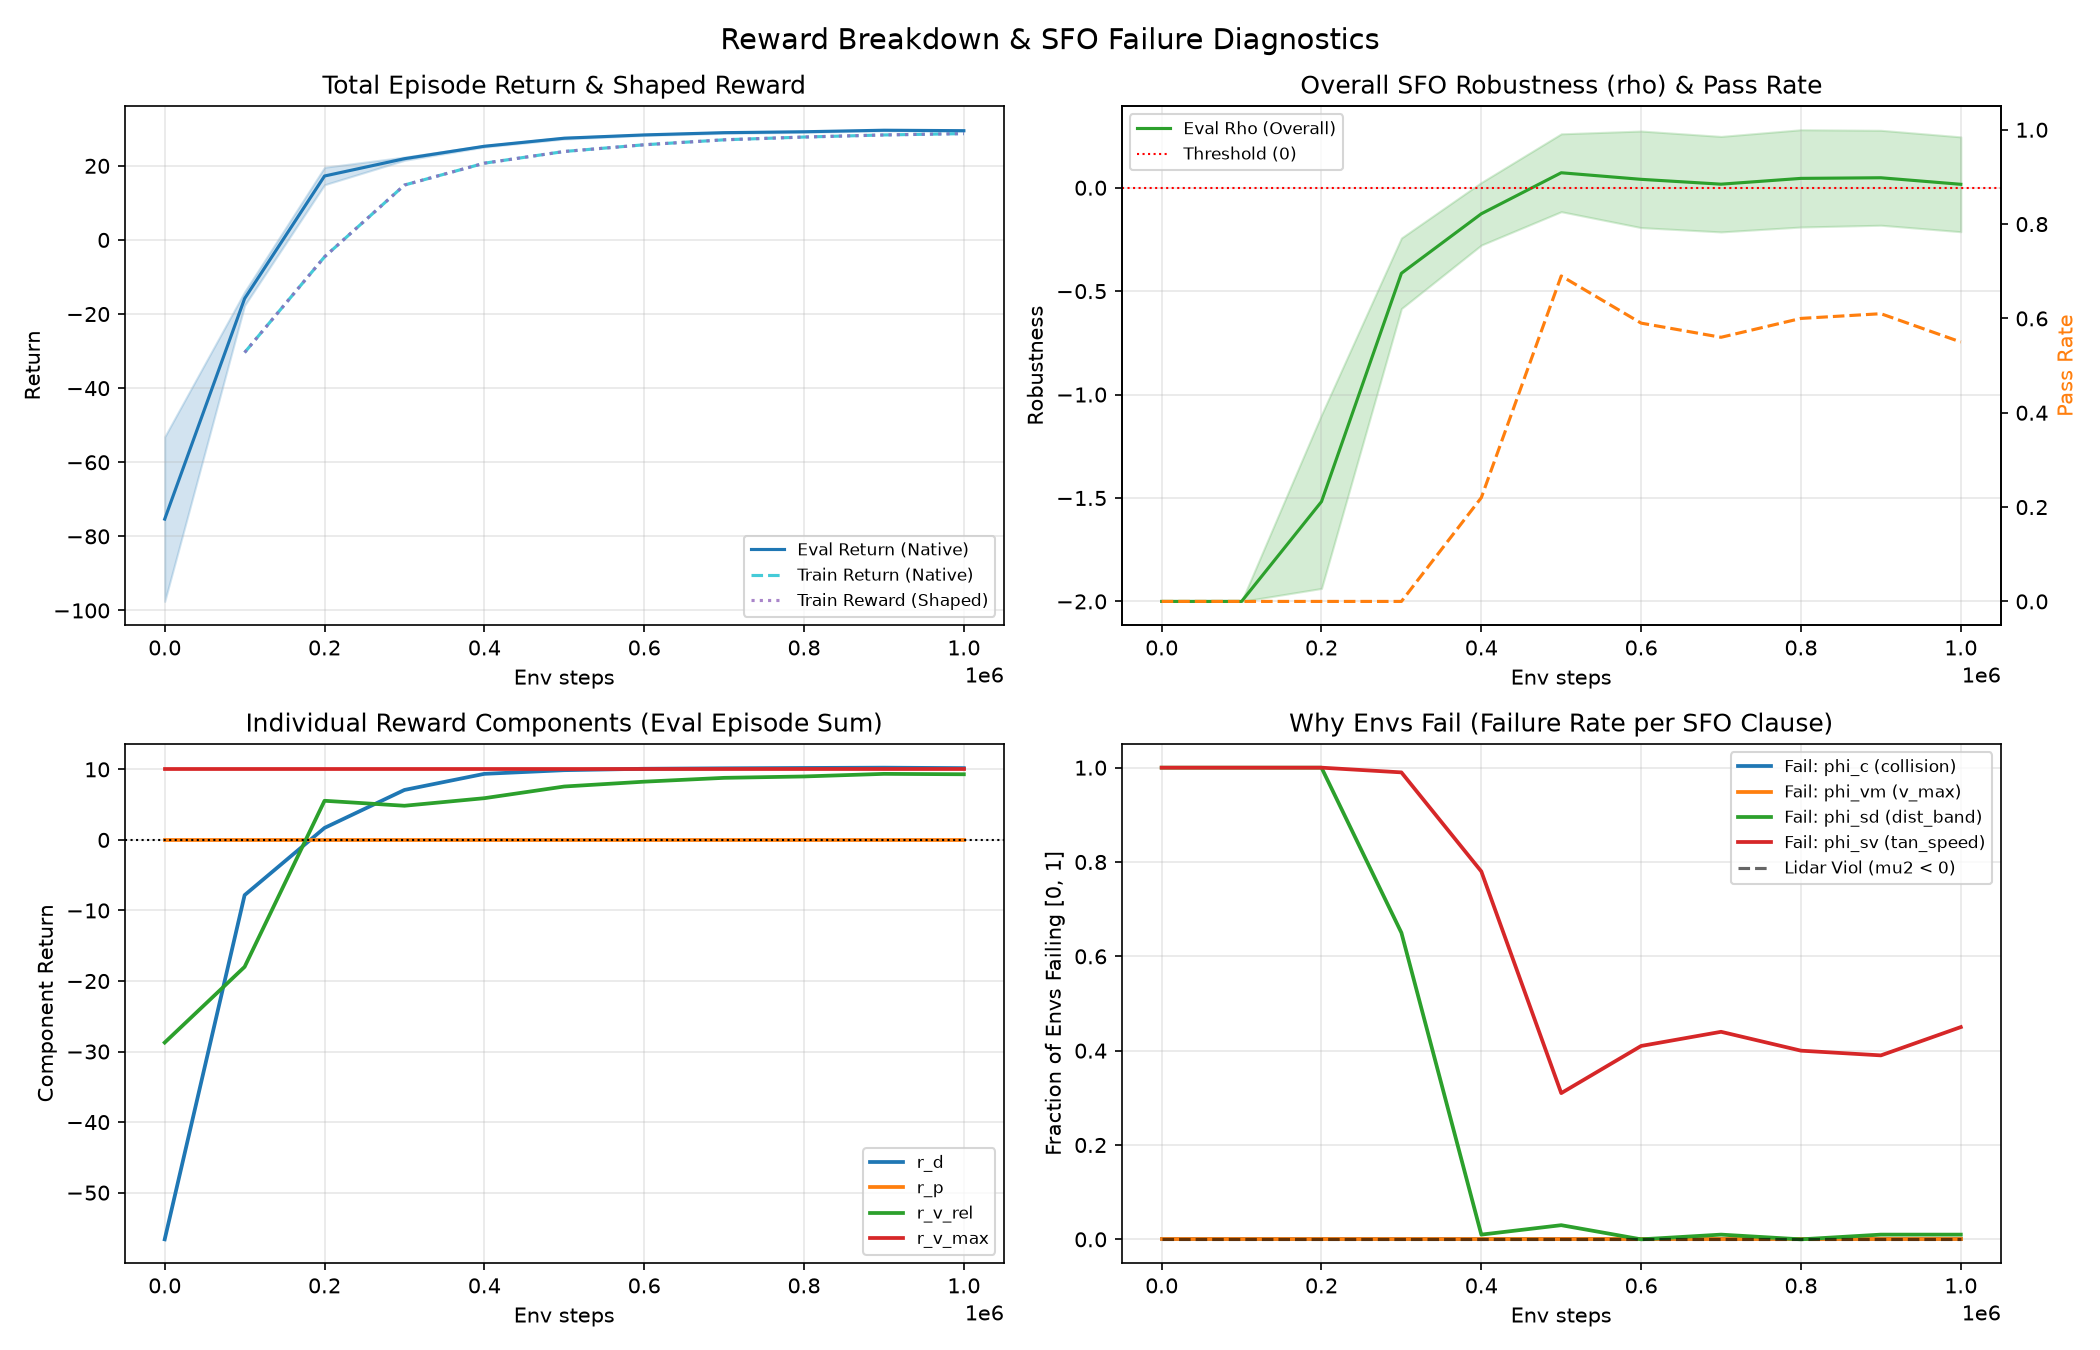 Reward Breakdown & SFO Failure Diagnostics
Total Episode Return & Shaped Reward
Return
20
0
−20
−40
−60
−80
−100
Eval Return (Native)
Train Return (Native)
Train Reward (Shaped)
0.0 0.2 0.4 0.6 0.8 1.0
1e6
Env steps
Overall SFO Robustness (rho) & Pass Rate
Robustness
0.0
−0.5
−1.0
−1.5
−2.0
Eval Rho (Overall)
Threshold (0)
1.0
0.8
0.6
0.4
0.2
0.0
Pass Rate
0.0 0.2 0.4 0.6 0.8 1.0
1e6
Env steps
Individual Reward Components (Eval Episode Sum)
Component Return
10
0
−10
−20
−30
−40
−50
r_d
r_p
r_v_rel
r_v_max
0.0 0.2 0.4 0.6 0.8 1.0
1e6
Env steps
Why Envs Fail (Failure Rate per SFO Clause)
Fraction of Envs Failing [0, 1]
1.0
0.8
0.6
0.4
0.2
0.0
Fail: phi_c (collision)
Fail: phi_vm (v_max)
Fail: phi_sd (dist_band)
Fail: phi_sv (tan_speed)
Lidar Viol (mu2 < 0)
0.0 0.2 0.4 0.6 0.8 1.0
1e6
Env steps